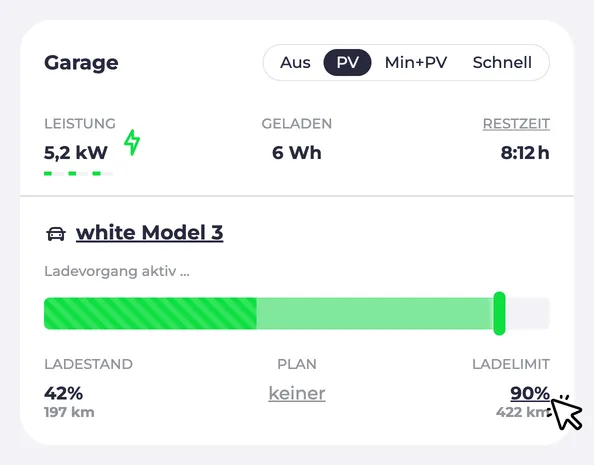 Garage Aus PV Min+PV Schnell
LEISTUNG GELADEN RESTZEIT
5,2 kW 6 Wh 8:12 h
white Model 3
Ladevorgang aktiv ...
LADESTAND PLAN LADELIMIT
42% keiner 90%
197 km 422 km